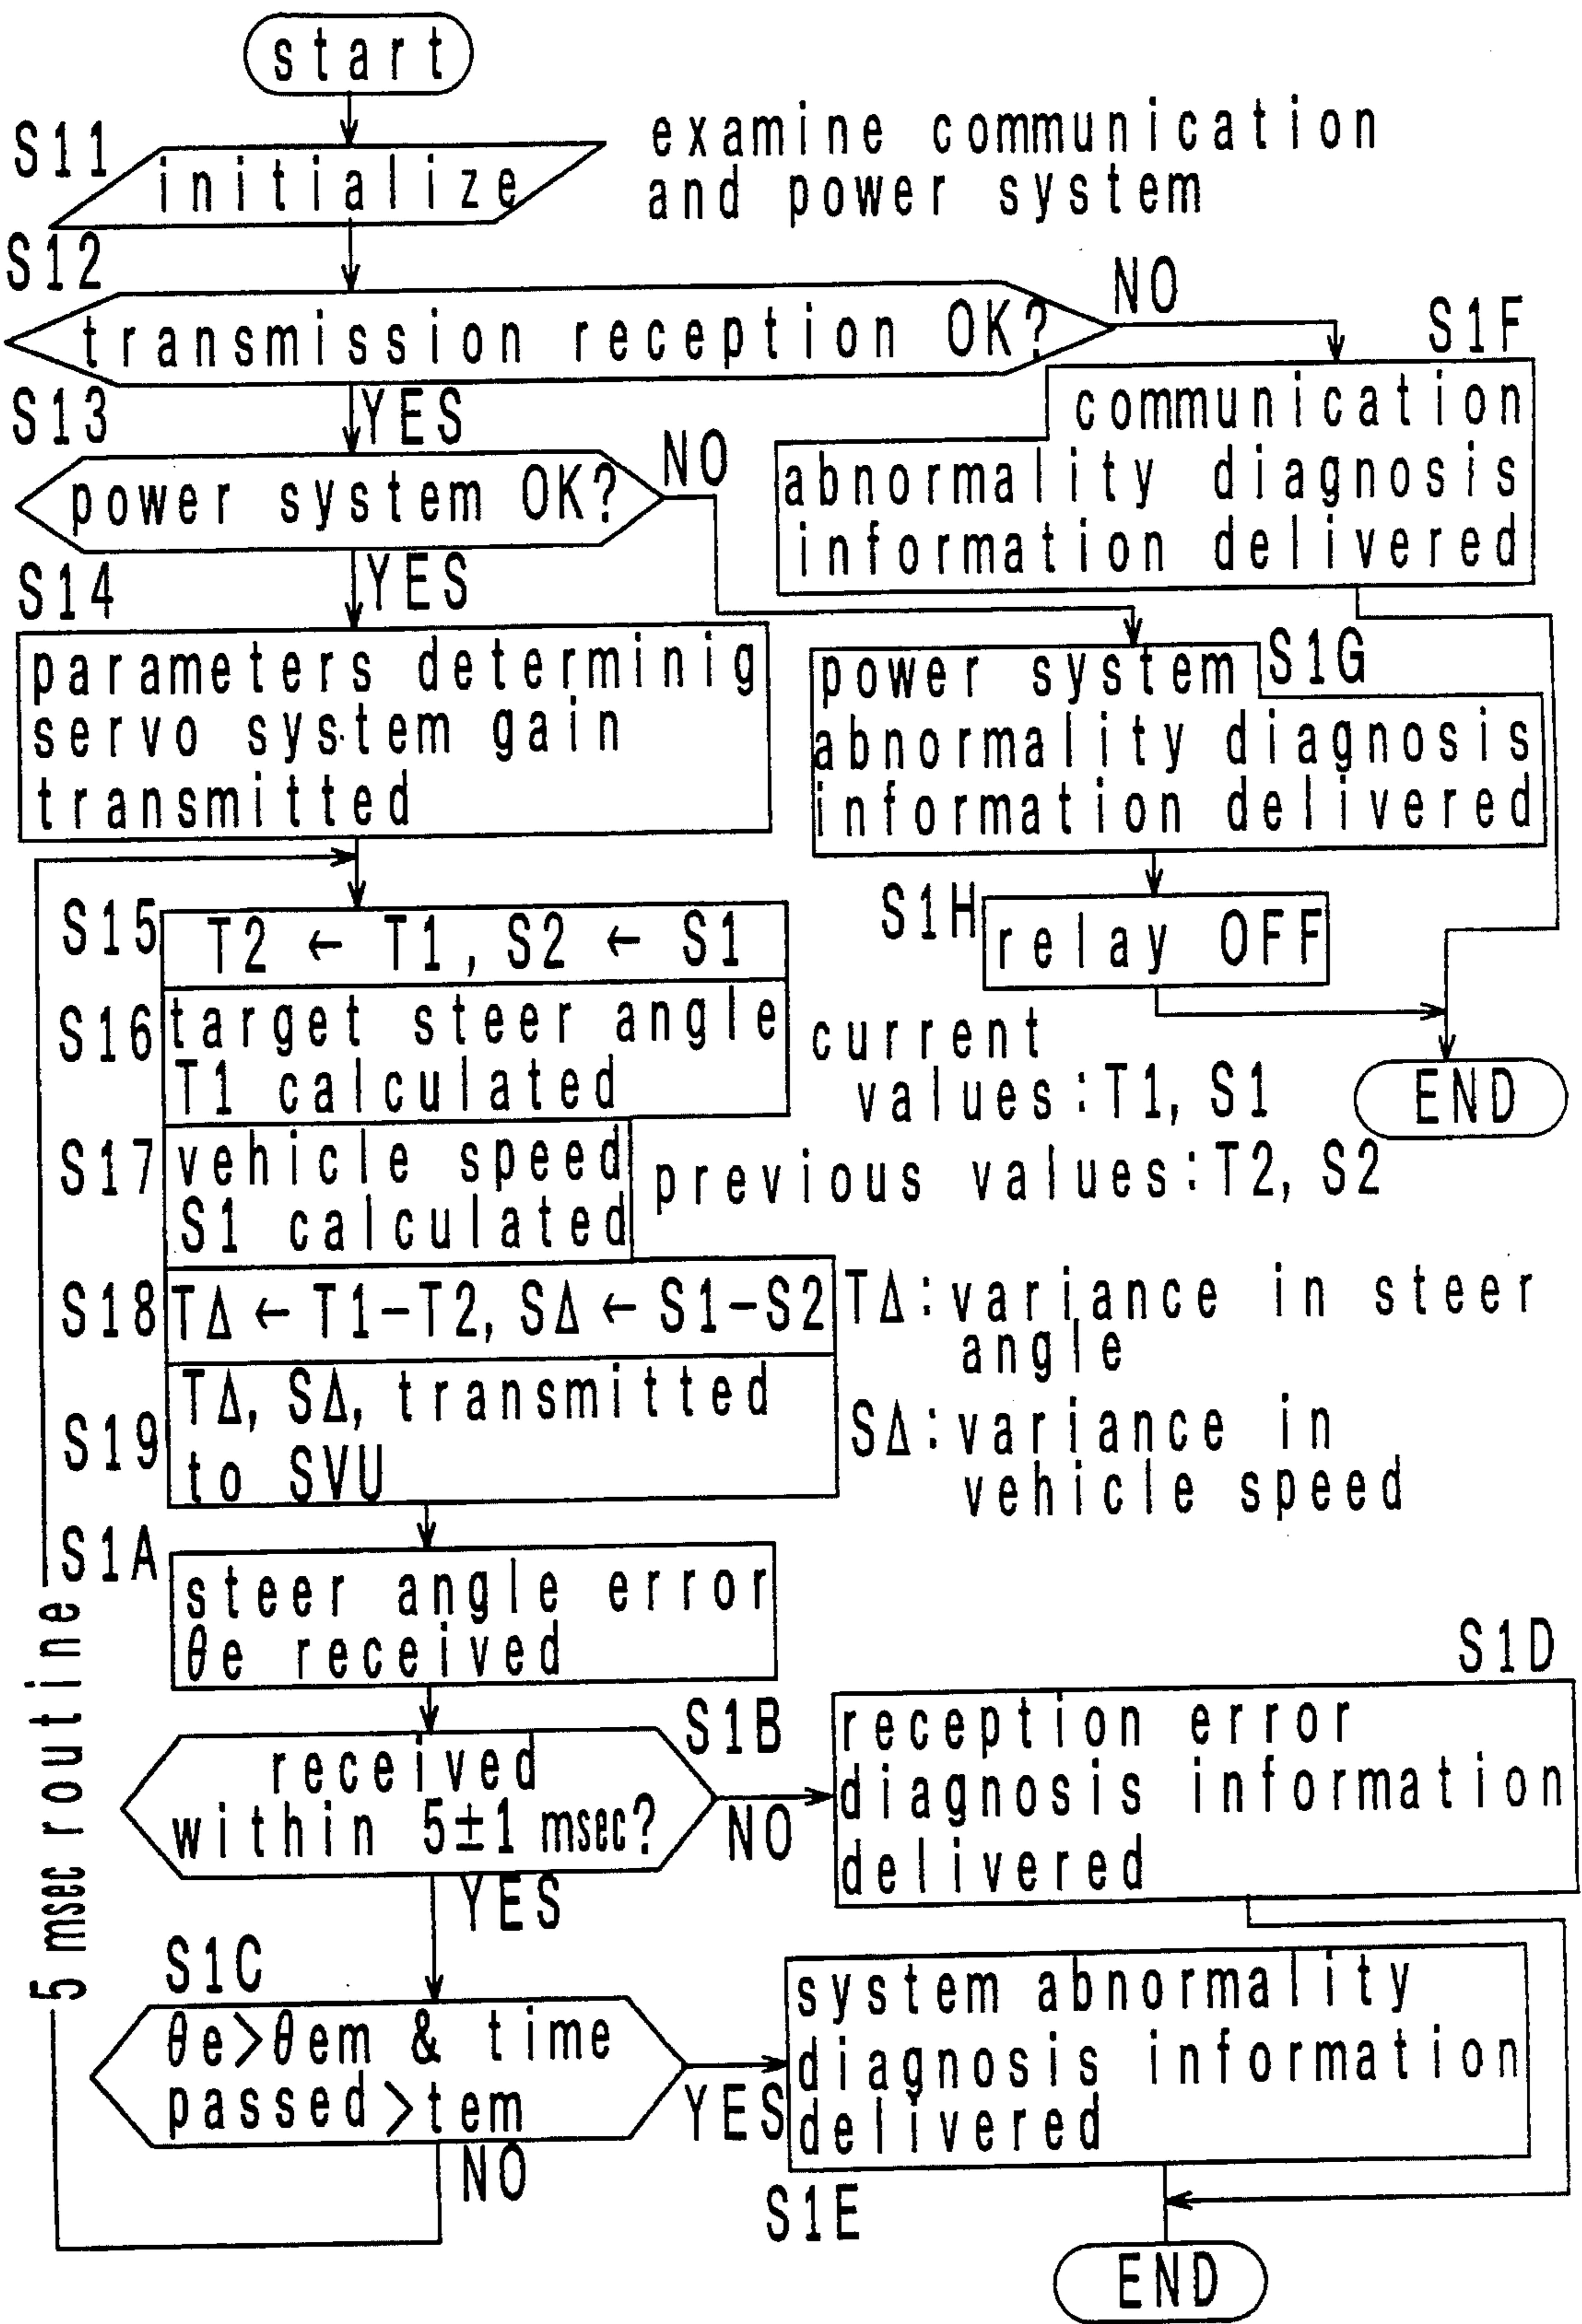 start
S11
initialize
examine communication
and power system
S12
transmission reception OK?
NO
S1F
communication
abnormality diagnosis
information delivered
S13
YES
power system OK?
NO
S14
YES
parameters determinig
servo system gain
transmitted
S1G
power system
abnormality diagnosis
information delivered
S1H
relay OFF
END
S15
T2 ← T1, S2 ← S1
S16
target steer angle
T1 calculated
current
values:T1, S1
S17
vehicle speed
S1 calculated
previous values:T2, S2
S18
TΔ ← T1-T2, SΔ ← S1-S2
TΔ:variance in steer
angle
S19
TΔ, SΔ, transmitted
to SVU
SΔ:variance in
vehicle speed
S1A
steer angle error
θe received
S1B
received
within 5±1 msec?
NO
S1D
reception error
diagnosis information
delivered
YES
S1C
θe>θem & time
passed>tem
YES
S1E
system abnormality
diagnosis information
delivered
NO
5 msec routine
END